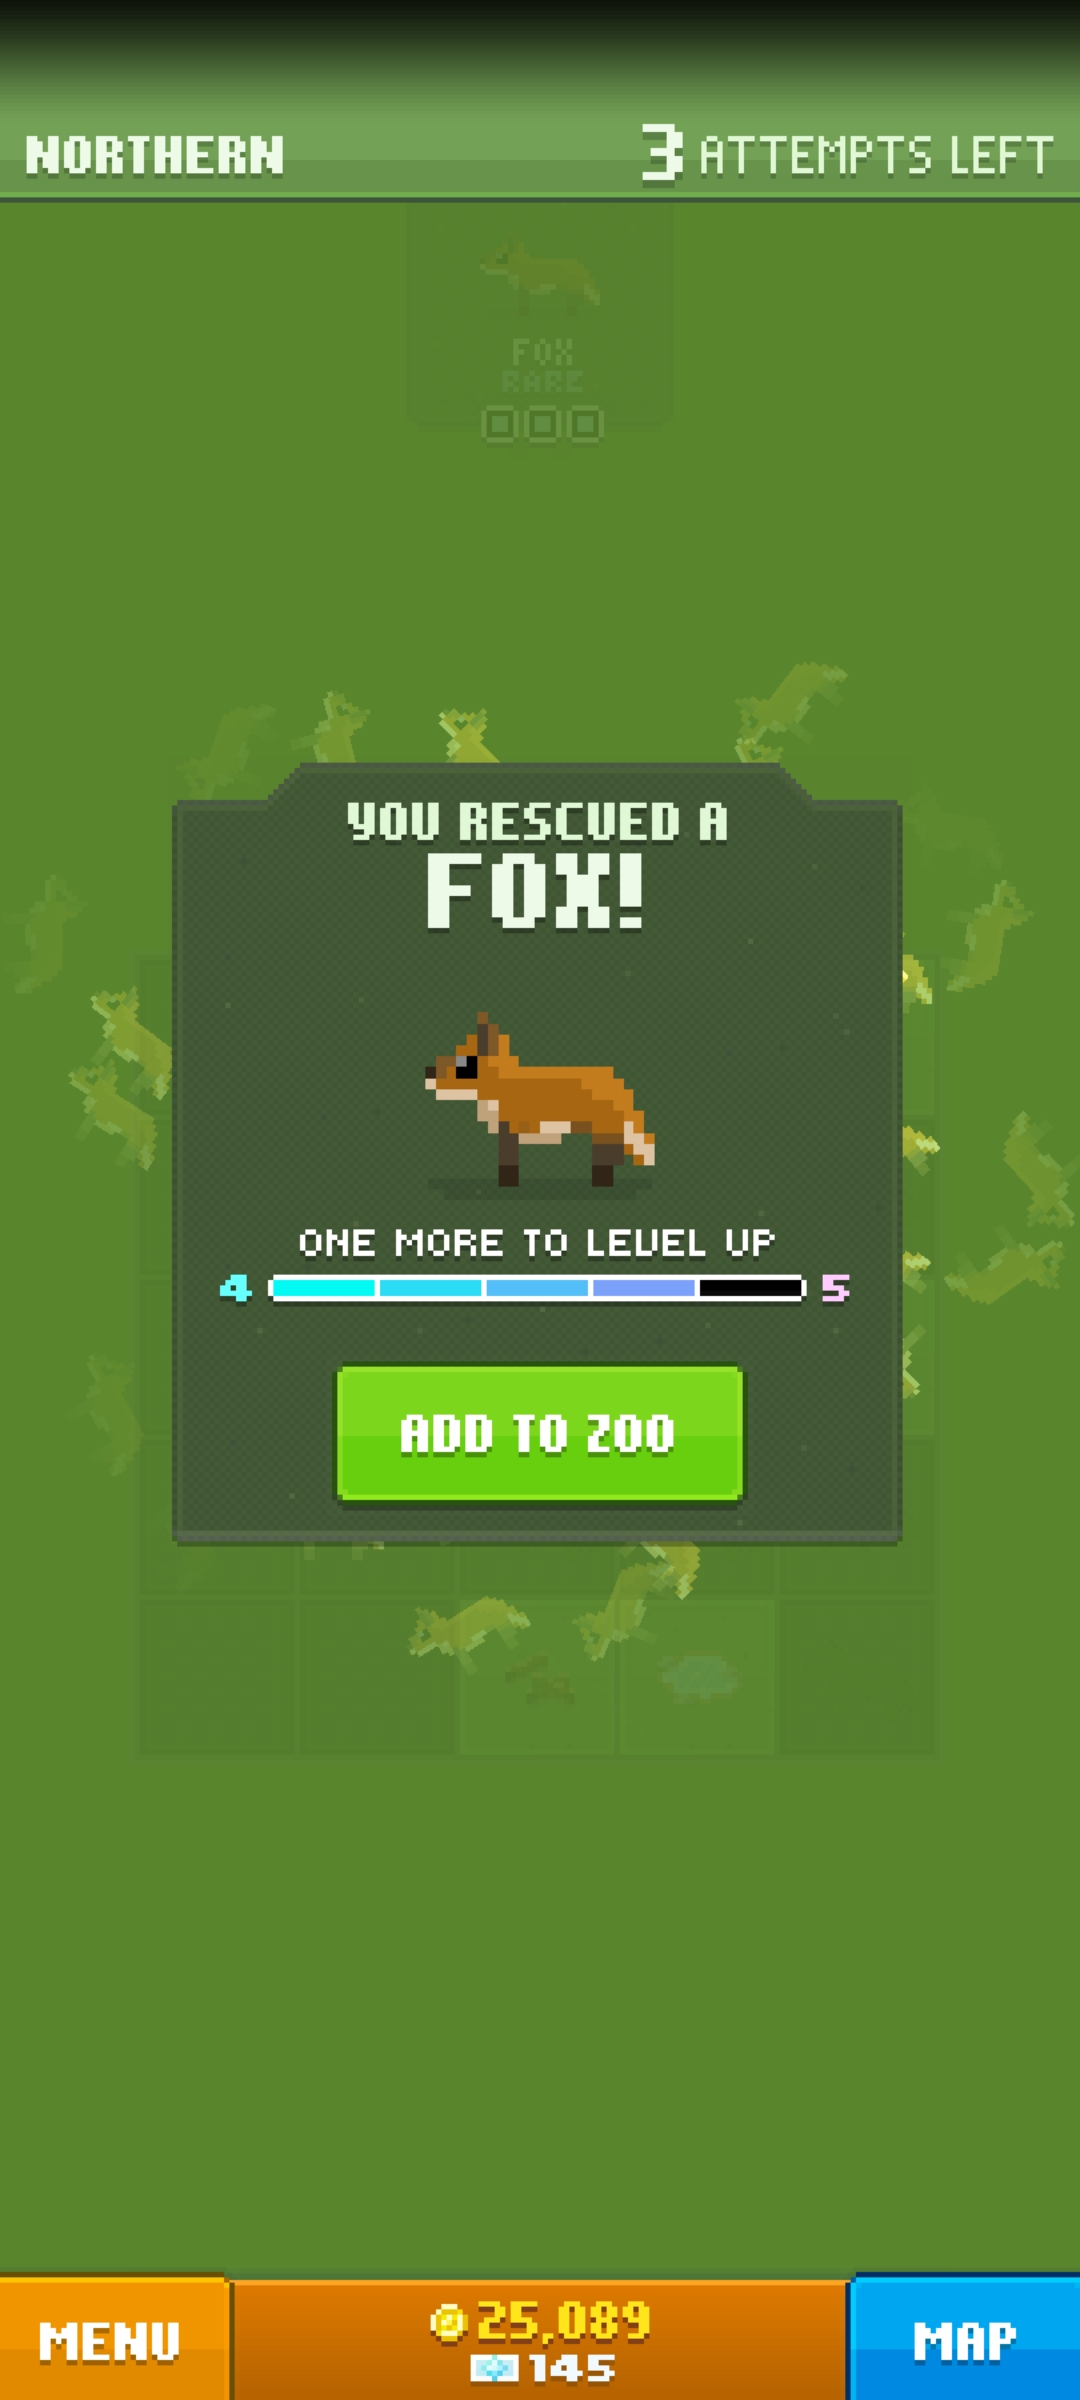 NORTHERN
3 ATTEMPTS LEFT
FOX
RARE
YOU RESCUED A
FOX!
ONE MORE TO LEVEL UP
4 5
ADD TO ZOO
MENU
25,089
145
MAP